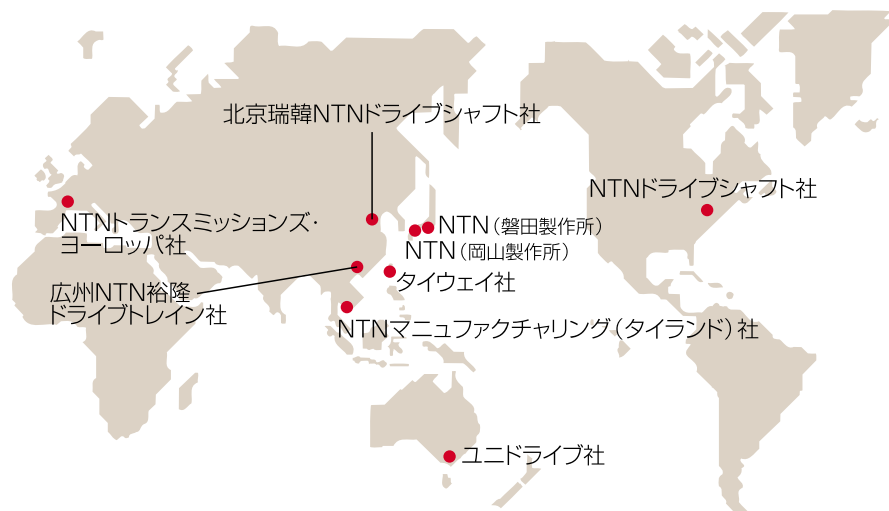 北京瑞韓NTNドライブシャフト社
NTNドライブシャフト社
NTNトランスミッションズ・
ヨーロッパ社
NTN（磐田製作所）
NTN（岡山製作所）
タイウェイ社
広州NTN裕隆
ドライブトレイン社
NTNマニュファクチャリング（タイランド）社
ユニドライブ社